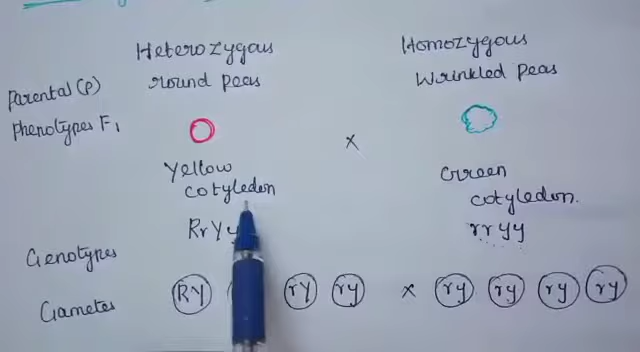 Heterozygous Homozygous
Parental (P) round peas Wrinkled peas
Phenotypes F1
x
Yellow Green
cotyledon cotyledon.
RrY rryy
Genotypes
Gametes RY rY ry x ry ry ry ry